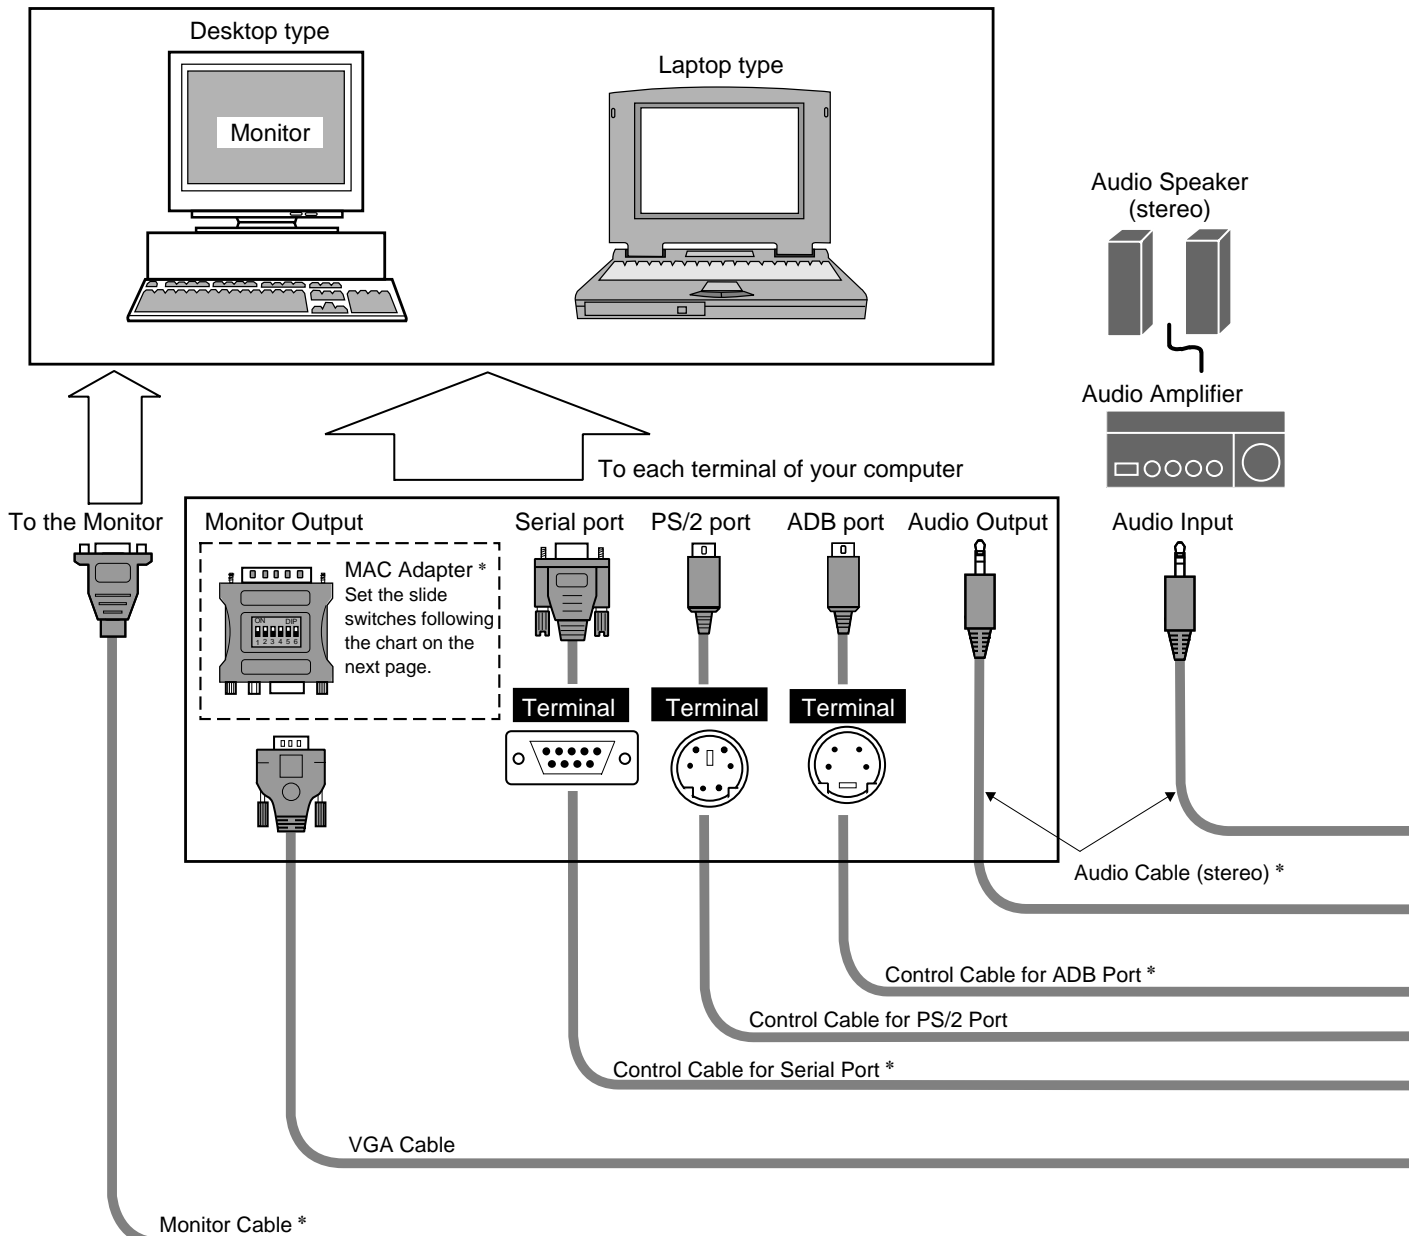 Desktop type
Laptop type
Monitor
Audio Speaker
(stereo)
Audio Amplifier
To each terminal of your computer
To the Monitor
Monitor Output
Serial port
PS/2 port
ADB port
Audio Output
Audio Input
MAC Adapter *
Set the slide
switches following
the chart on the
next page.
ON DIP
1 2 3 4 5 6
Terminal
Terminal
Terminal
Audio Cable (stereo) *
Control Cable for ADB Port *
Control Cable for PS/2 Port
Control Cable for Serial Port *
VGA Cable
Monitor Cable *